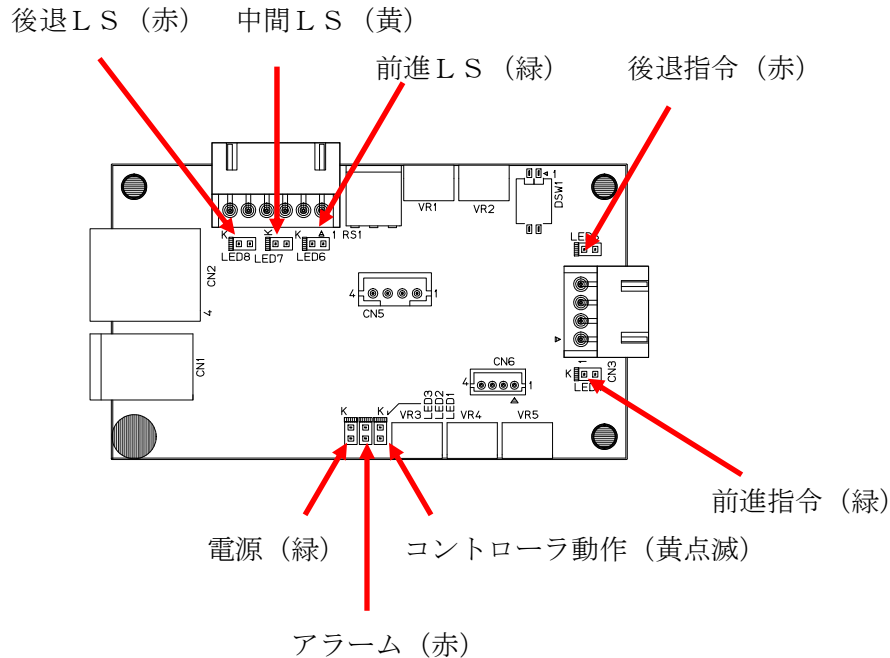 後退ＬＳ（赤） 中間ＬＳ（黄）
前進ＬＳ（緑） 後退指令（赤）
VR1 VR2 DSW1 1
K K K 1 RS1
LED8 LED7 LED6
CN2 4
4 1
CN5
CN1
CN6
4 1
1 CN3
K
K K
LED3
LED2
LED1
VR3 VR4 VR5
前進指令（緑）
電源（緑） コントローラ動作（黄点滅）
アラーム（赤）